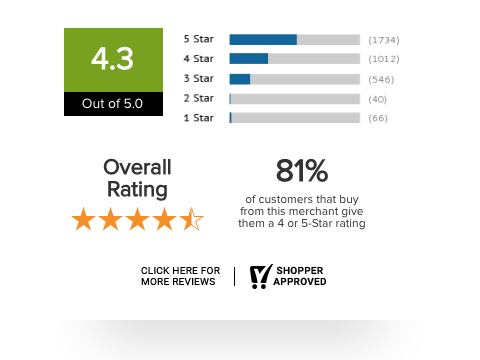 4.3
Out of 5.0
5 Star (1734)
4 Star (1012)
3 Star (546)
2 Star (40)
1 Star (66)
Overall
Rating
81%
of customers that buy
from this merchant give
them a 4 or 5-Star rating
CLICK HERE FOR
MORE REVIEWS
SHOPPER
APPROVED